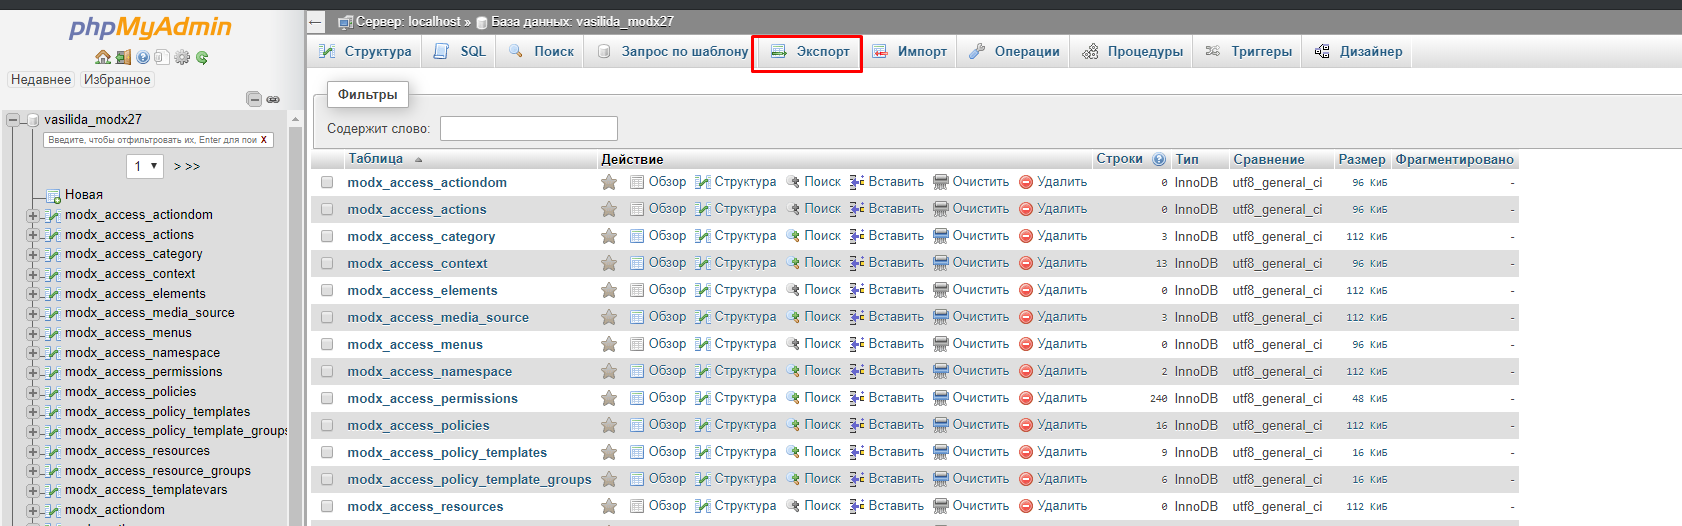 phpMyAdmin
Недавнее Избранное
vasilida_modx27
Введите, чтобы отфильтровать их, Enter для пои X
1 > >>
Новая
modx_access_actiondom
modx_access_actions
modx_access_category
modx_access_context
modx_access_elements
modx_access_media_source
modx_access_menus
modx_access_namespace
modx_access_permissions
modx_access_policies
modx_access_policy_templates
modx_access_policy_template_groups
modx_access_resources
modx_access_resource_groups
modx_access_templatevars
modx_actiondom
← Сервер: localhost » База данных: vasilida_modx27
Структура SQL Поиск Запрос по шаблону Экспорт Импорт Операции Процедуры Триггеры Дизайнер
Фильтры
Содержит слово:
Таблица Действие Строки Тип Сравнение Размер Фрагментировано
modx_access_actiondom Обзор Структура Поиск Вставить Очистить Удалить 0 InnoDB utf8_general_ci 96 КиБ -
modx_access_actions Обзор Структура Поиск Вставить Очистить Удалить 0 InnoDB utf8_general_ci 96 КиБ -
modx_access_category Обзор Структура Поиск Вставить Очистить Удалить 3 InnoDB utf8_general_ci 112 КиБ -
modx_access_context Обзор Структура Поиск Вставить Очистить Удалить 13 InnoDB utf8_general_ci 96 КиБ -
modx_access_elements Обзор Структура Поиск Вставить Очистить Удалить 0 InnoDB utf8_general_ci 112 КиБ -
modx_access_media_source Обзор Структура Поиск Вставить Очистить Удалить 3 InnoDB utf8_general_ci 112 КиБ -
modx_access_menus Обзор Структура Поиск Вставить Очистить Удалить 0 InnoDB utf8_general_ci 96 КиБ -
modx_access_namespace Обзор Структура Поиск Вставить Очистить Удалить 2 InnoDB utf8_general_ci 112 КиБ -
modx_access_permissions Обзор Структура Поиск Вставить Очистить Удалить 240 InnoDB utf8_general_ci 48 КиБ -
modx_access_policies Обзор Структура Поиск Вставить Очистить Удалить 16 InnoDB utf8_general_ci 112 КиБ -
modx_access_policy_templates Обзор Структура Поиск Вставить Очистить Удалить 9 InnoDB utf8_general_ci 16 КиБ -
modx_access_policy_template_groups Обзор Структура Поиск Вставить Очистить Удалить 6 InnoDB utf8_general_ci 16 КиБ -
modx_access_resources Обзор Структура Поиск Вставить Очистить Удалить 0 InnoDB utf8_general_ci 112 КиБ -